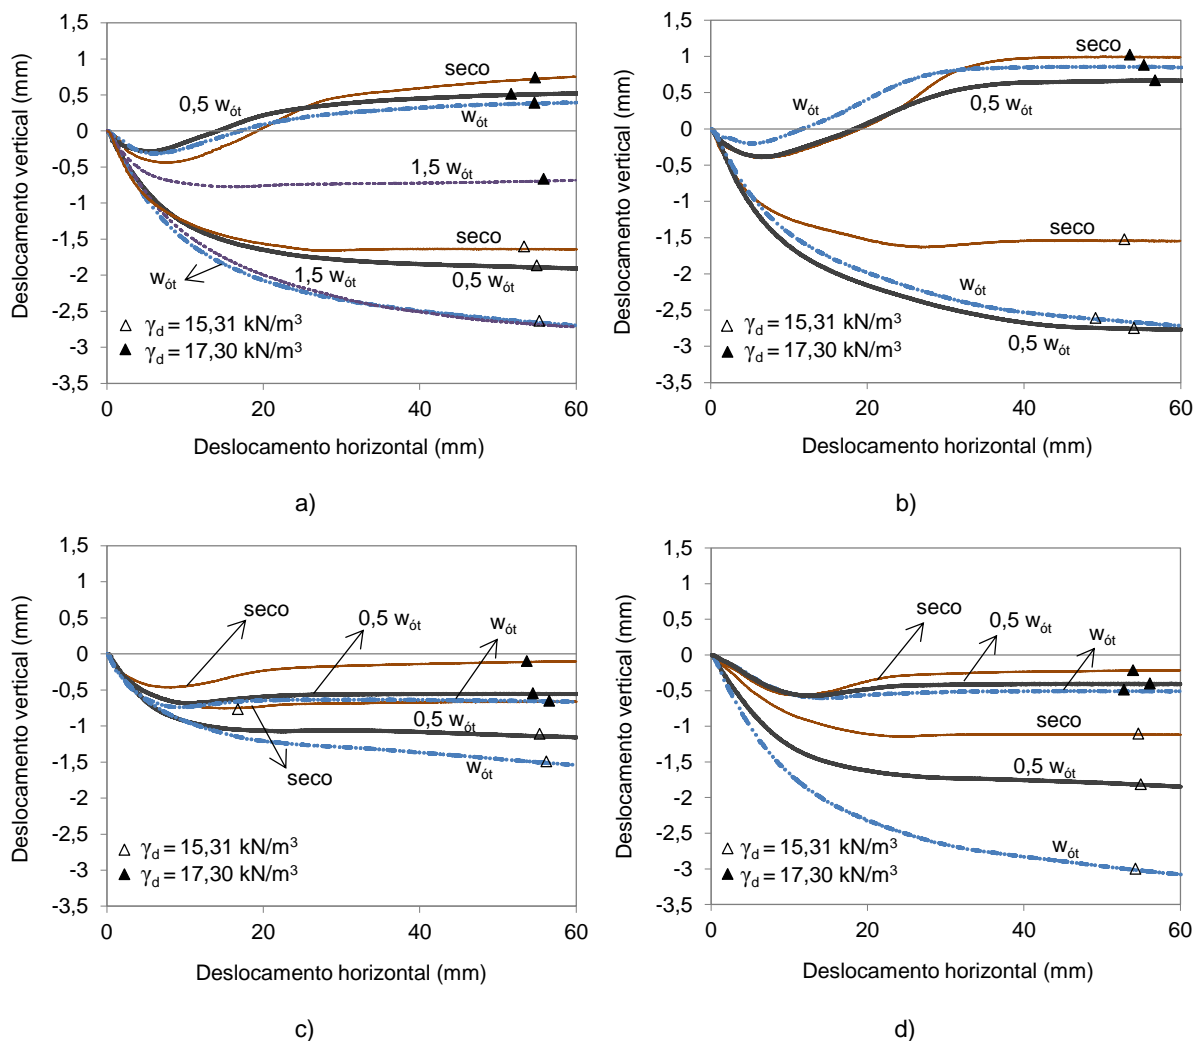 1,5
1
0,5
0
-0,5
-1
-1,5
-2
-2,5
-3
-3,5
Deslocamento vertical (mm)
seco
0,5 wót
wót
1,5 wót
seco
wót
1,5 wót
0,5 wót
γd = 15,31 kN/m³
γd = 17,30 kN/m³
0 20 40 60
Deslocamento horizontal (mm)
a)
1,5
1
0,5
0
-0,5
-1
-1,5
-2
-2,5
-3
-3,5
Deslocamento vertical (mm)
seco
wót
0,5 wót
seco
wót
0,5 wót
γd = 15,31 kN/m³
γd = 17,30 kN/m³
0 20 40 60
Deslocamento horizontal (mm)
b)
1,5
1
0,5
0
-0,5
-1
-1,5
-2
-2,5
-3
-3,5
Deslocamento vertical (mm)
seco
0,5 wót
wót
0,5 wót
wót
seco
γd = 15,31 kN/m³
γd = 17,30 kN/m³
0 20 40 60
Deslocamento horizontal (mm)
c)
1,5
1
0,5
0
-0,5
-1
-1,5
-2
-2,5
-3
-3,5
Deslocamento vertical (mm)
seco
0,5 wót
wót
seco
0,5 wót
wót
γd = 15,31 kN/m³
γd = 17,30 kN/m³
0 20 40 60
Deslocamento horizontal (mm)
d)